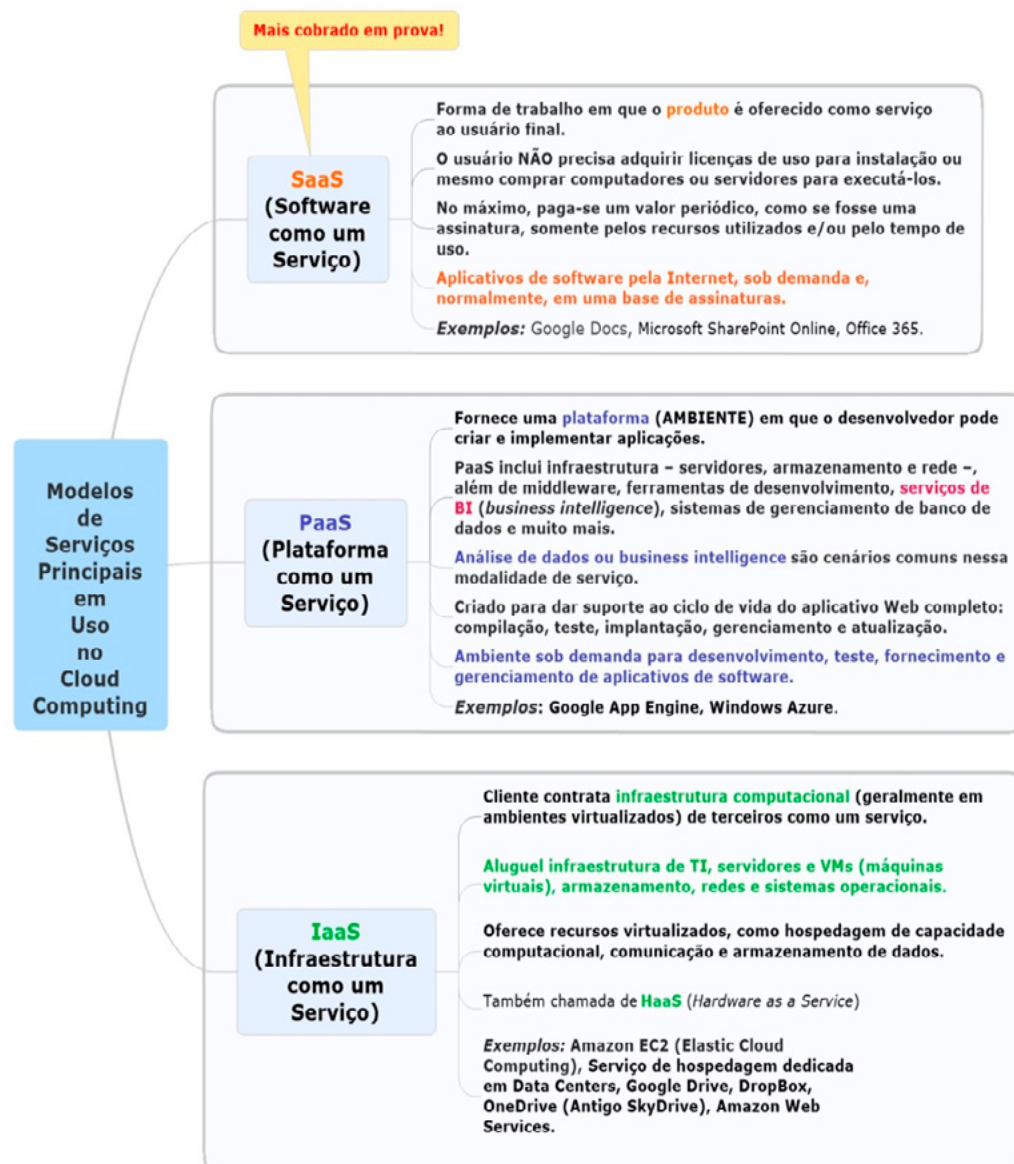 Mais cobrado em prova!
Modelos
de
Serviços
Principais
em
Uso
no
Cloud
Computing
SaaS
(Software
como um
Serviço)
Forma de trabalho em que o produto é oferecido como serviço
ao usuário final.
O usuário NÃO precisa adquirir licenças de uso para instalação ou
mesmo comprar computadores ou servidores para executá-los.
No máximo, paga-se um valor periódico, como se fosse uma
assinatura, somente pelos recursos utilizados e/ou pelo tempo de
uso.
Aplicativos de software pela Internet, sob demanda e,
normalmente, em uma base de assinaturas.
Exemplos: Google Docs, Microsoft SharePoint Online, Office 365.
PaaS
(Plataforma
como um
Serviço)
Fornece uma plataforma (AMBIENTE) em que o desenvolvedor pode
criar e implementar aplicações.
PaaS inclui infraestrutura – servidores, armazenamento e rede –,
além de middleware, ferramentas de desenvolvimento, serviços de
BI (business intelligence), sistemas de gerenciamento de banco de
dados e muito mais.
Análise de dados ou business intelligence são cenários comuns nessa
modalidade de serviço.
Criado para dar suporte ao ciclo de vida do aplicativo Web completo:
compilação, teste, implantação, gerenciamento e atualização.
Ambiente sob demanda para desenvolvimento, teste, fornecimento e
gerenciamento de aplicativos de software.
Exemplos: Google App Engine, Windows Azure.
IaaS
(Infraestrutura
como um
Serviço)
Cliente contrata infraestrutura computacional (geralmente em
ambientes virtualizados) de terceiros como um serviço.
Aluguel infraestrutura de TI, servidores e VMs (máquinas
virtuais), armazenamento, redes e sistemas operacionais.
Oferece recursos virtualizados, como hospedagem de capacidade
computacional, comunicação e armazenamento de dados.
Também chamada de HaaS (Hardware as a Service)
Exemplos: Amazon EC2 (Elastic Cloud
Computing), Serviço de hospedagem dedicada
em Data Centers, Google Drive, DropBox,
OneDrive (Antigo SkyDrive), Amazon Web
Services.